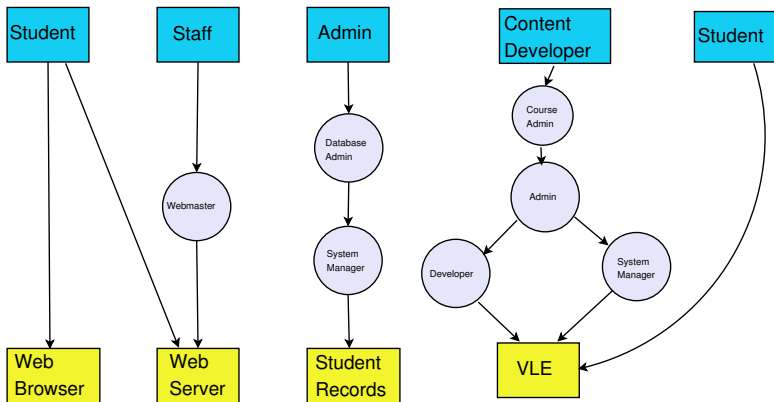 Student
Staff
Admin
Content
Developer
Student
Course
Admin
Database
Admin
Webmaster
Admin
System
Manager
Developer
System
Manager
Web
Browser
Web
Server
Student
Records
VLE